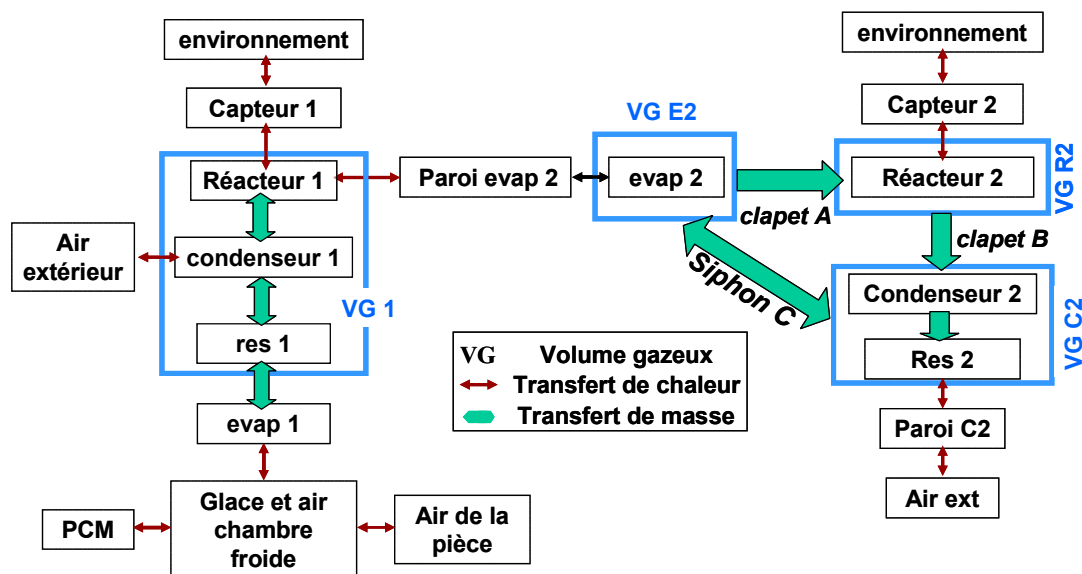 environnement
Capteur 1
VG E2
Réacteur 1
Paroi evap 2
evap 2
clapet A
Air
extérieur
condenseur 1
VG 1
res 1
evap 1
Siphon C
environnement
Capteur 2
Réacteur 2
VG R2
clapet B
Condenseur 2
Res 2
VG C2
Paroi C2
Air ext
VG Volume gazeux
Transfert de chaleur
Transfert de masse
PCM
Glace et air
chambre
froide
Air de la
pièce